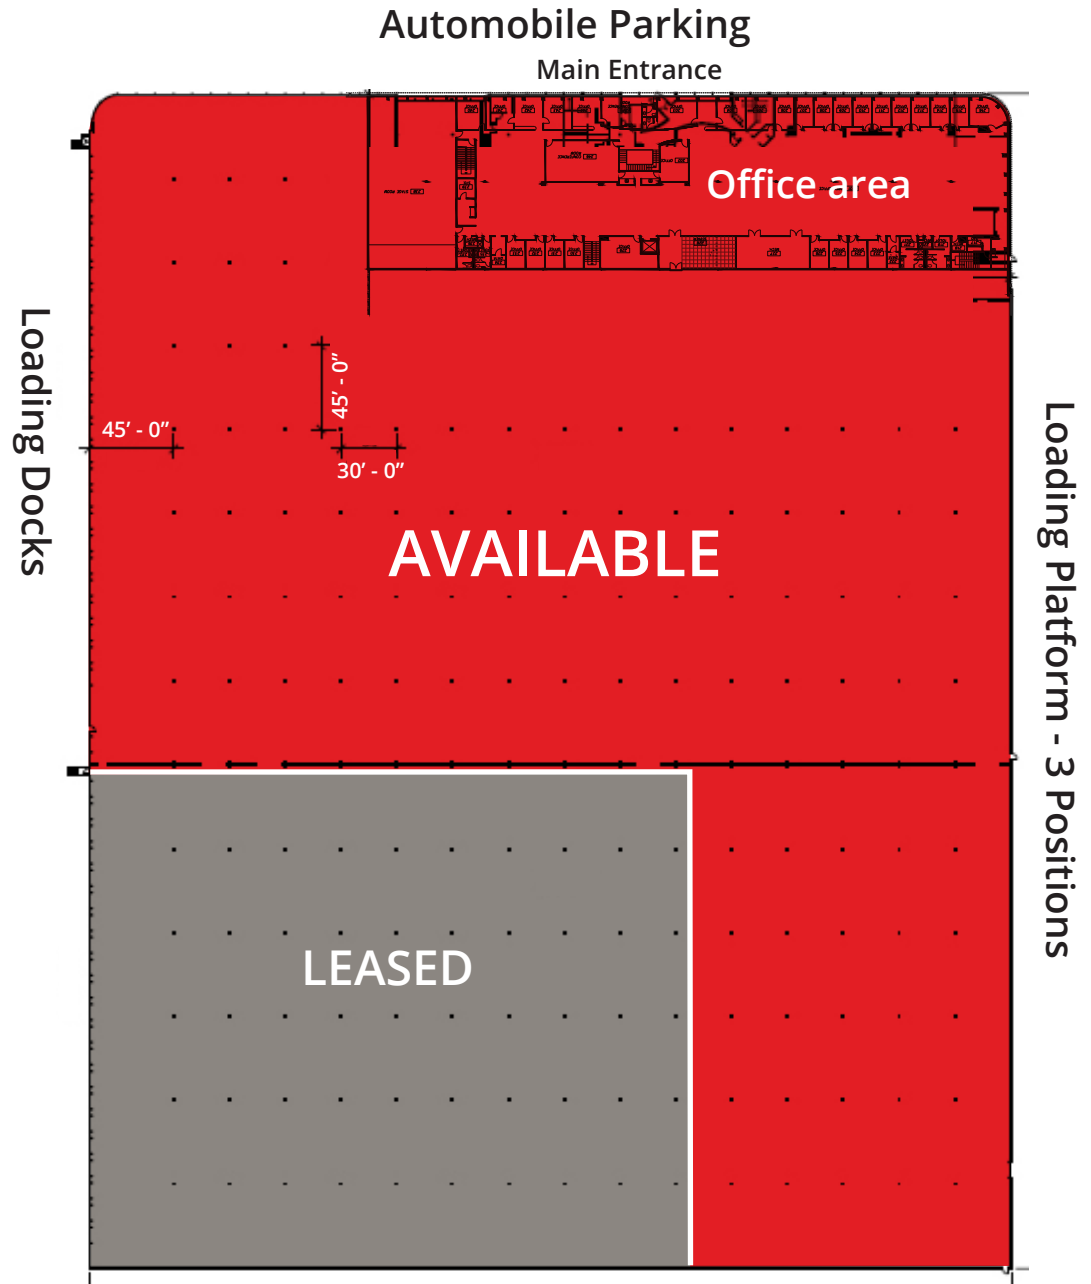 Automobile Parking
Main Entrance
Office area
Loading Docks
45’ - 0”
45’ - 0”
30’ - 0”
AVAILABLE
Loading Platform - 3 Positions
LEASED